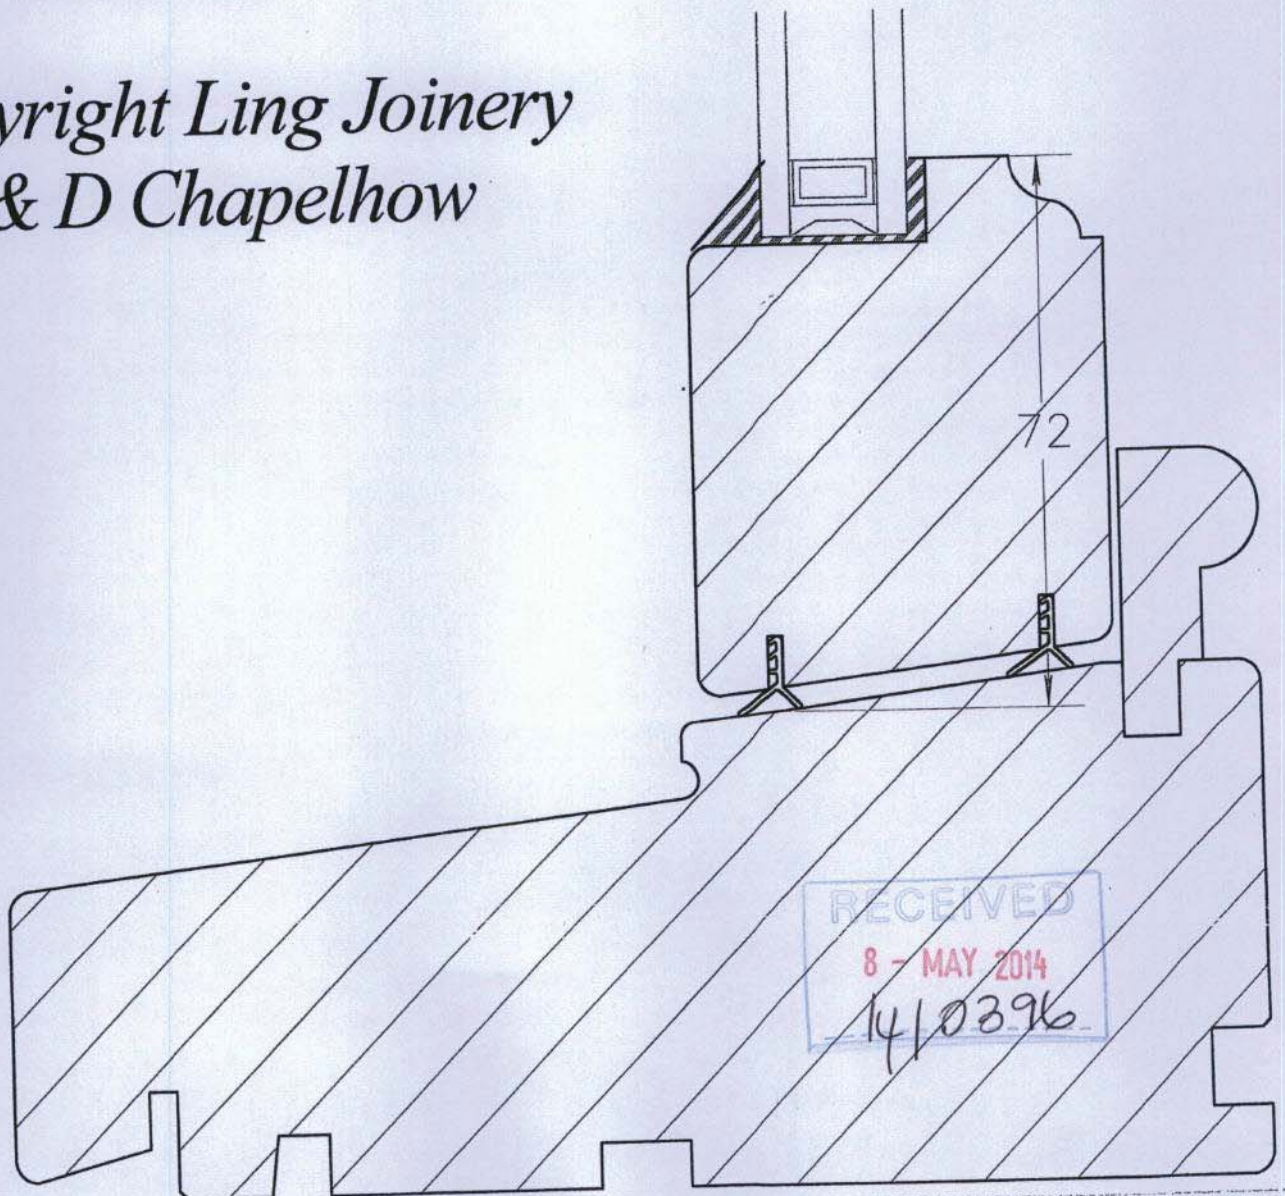 yright Ling Joinery
& D Chapelhow
72
RECEIVED
8 - MAY 2014
14/0396